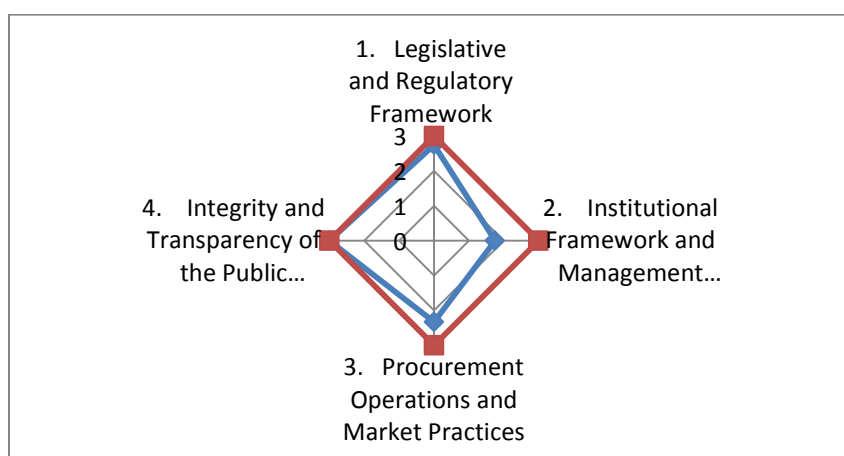 1. Legislative
and Regulatory
Framework
3
2
1
0
4. Integrity and
Transparency of
the Public...
2. Institutional
Framework and
Management...
3. Procurement
Operations and
Market Practices